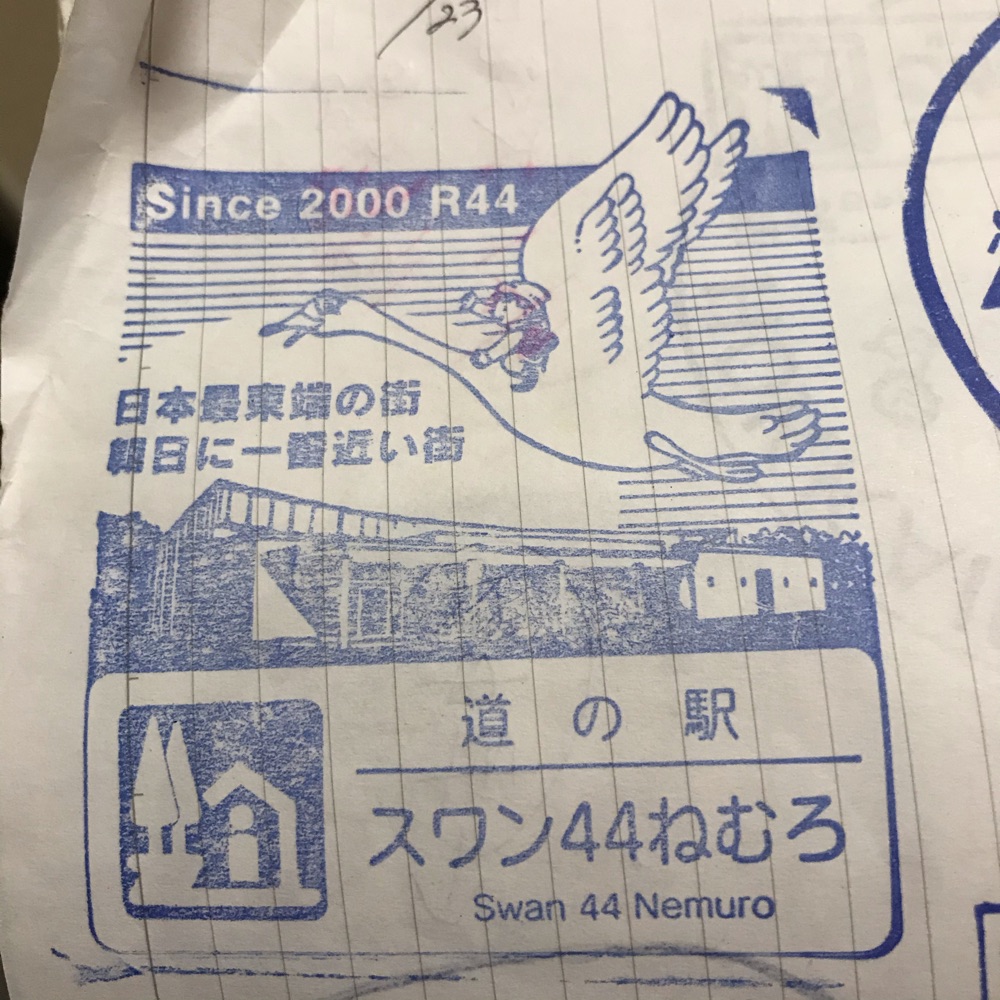 /23
Since 2000 R44
日本最東端の街
朝日に一番近い街
道の駅
スワン44ねむろ
Swan 44 Nemuro